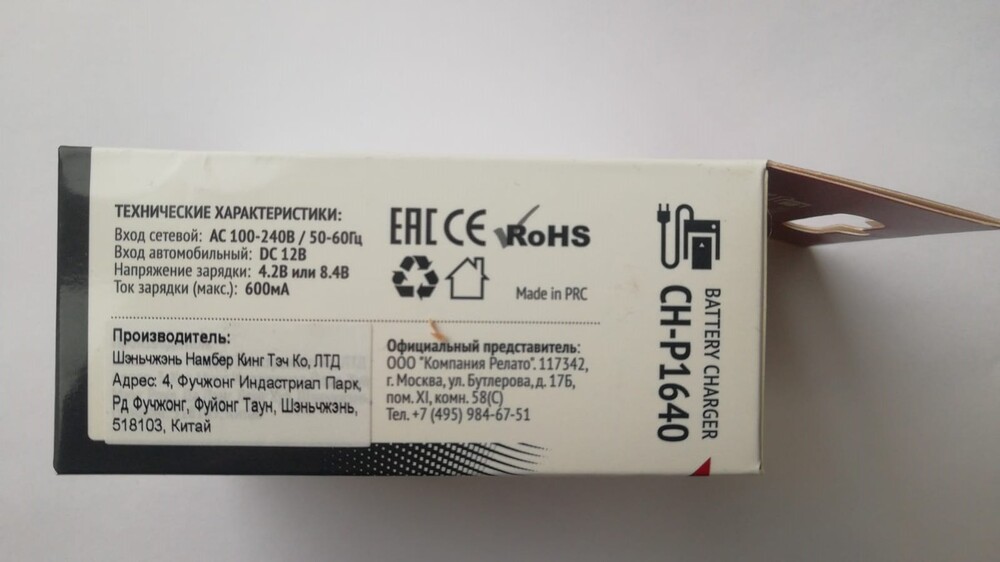 ТЕХНИЧЕСКИЕ ХАРАКТЕРИСТИКИ:
Вход сетевой: AC 100-240В / 50-60Гц
Вход автомобильный: DC 12В
Напряжение зарядки: 4.2В или 8.4В
Ток зарядки (макс.): 600мА
EAC CE RoHS
Made in PRC
Производитель:
Шэньчжэнь Намбер Кинг Тэч Ко, ЛТД
Адрес: 4, Фучжонг Индастриал Парк,
Рд Фучжонг, Фуйонг Таун, Шэньчжэнь,
518103, Китай
Официальный представитель:
ООО "Компания Релато". 117342,
г. Москва, ул. Бутлерова, д. 17Б,
пом. XI, комн. 58(С)
Тел. +7 (495) 984-67-51
BATTERY CHARGER
CH-P1640